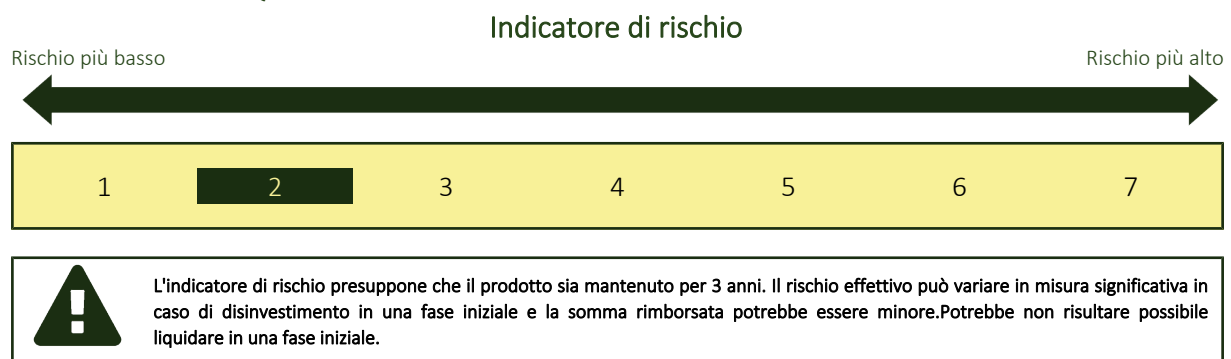 Indicatore di rischio
Rischio più basso
Rischio più alto
1 2 3 4 5 6 7
L'indicatore di rischio presuppone che il prodotto sia mantenuto per 3 anni. Il rischio effettivo può variare in misura significativa in
caso di disinvestimento in una fase iniziale e la somma rimborsata potrebbe essere minore.Potrebbe non risultare possibile
liquidare in una fase iniziale.